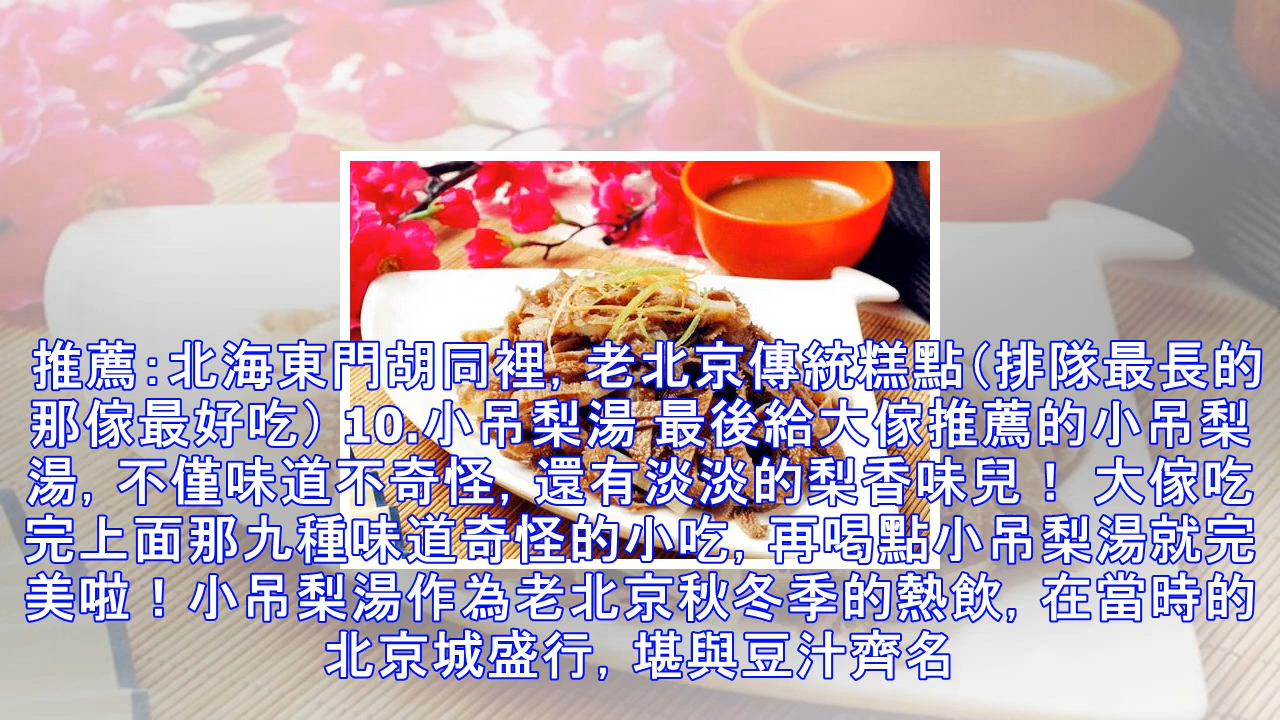 推薦:北海東門胡同裡, 老北京傳統糕點(排隊最長的
那傢最好吃) 10.小吊梨湯 最後給大傢推薦的小吊梨
湯, 不僅味道不奇怪, 還有淡淡的梨香味兒! 大傢吃
完上面那九種味道奇怪的小吃, 再喝點小吊梨湯就完
美啦!小吊梨湯作為老北京秋冬季的熱飲, 在當時的
北京城盛行, 堪與豆汁齊名